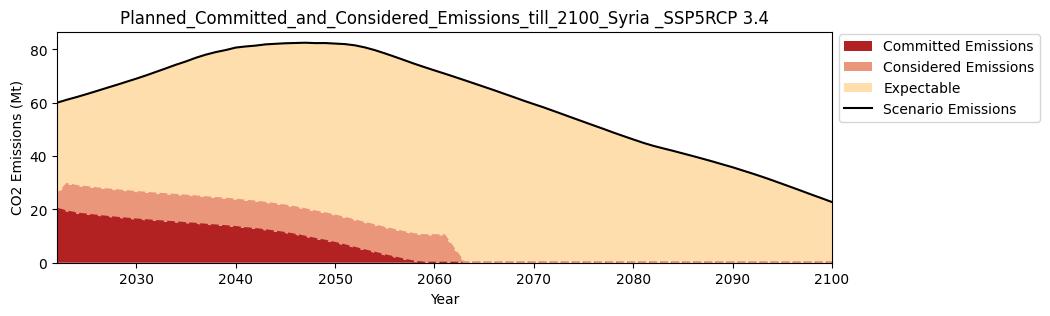 Planned_Committed_and_Considered_Emissions_till_2100_Syria _SSP5RCP 3.4
Committed Emissions
Considered Emissions
Expectable
Scenario Emissions
CO2 Emissions (Mt)
80
60
40
20
0
2030 2040 2050 2060 2070 2080 2090 2100
Year